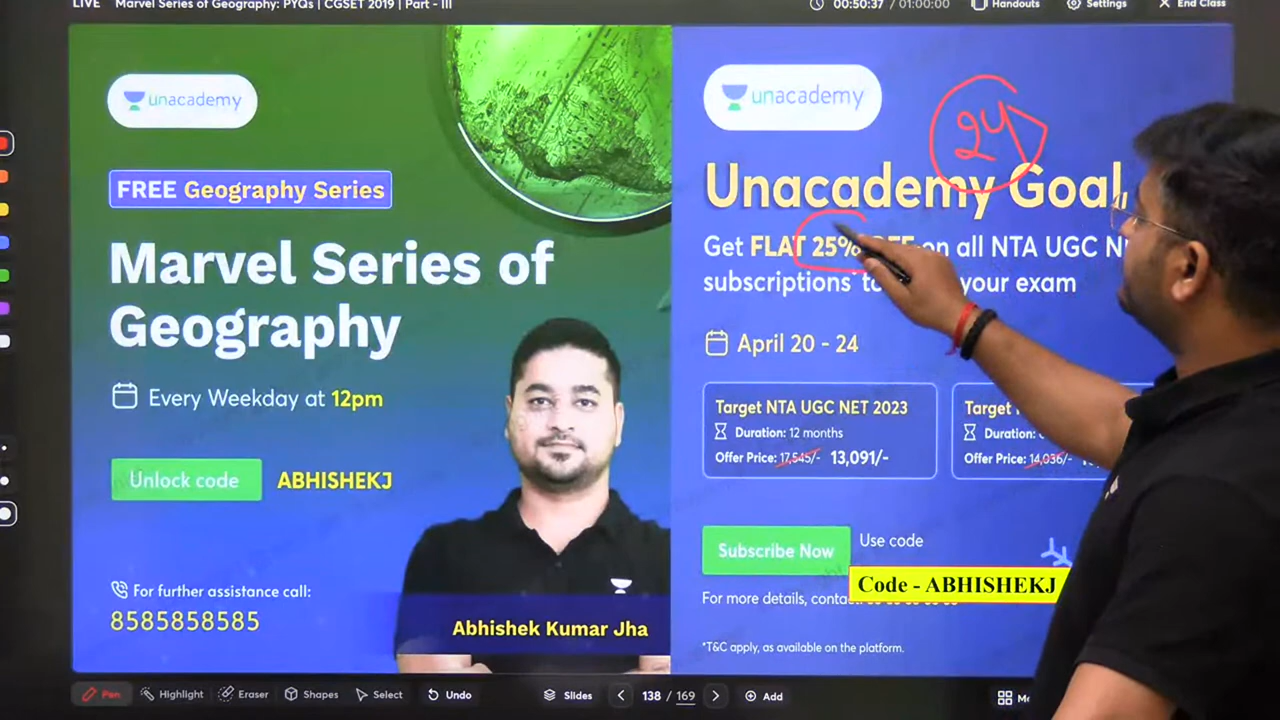 LIVE Marvel Series of Geography: PYQs | CGSET 2019 | Part - III
00:50:37 / 01:00:00
Handouts
Settings
End Class
unacademy
FREE Geography Series
Marvel Series of
Geography
Every Weekday at 12pm
Unlock code ABHISHEKJ
For further assistance call:
8585858585
Abhishek Kumar Jha
unacademy
24
Unacademy Goal
Get FLAT 25% OFF on all NTA UGC
subscriptions to your exam
April 20 - 24
Target NTA UGC NET 2023
Duration: 12 months
Offer Price: 17,545/- 13,091/-
Target
Duration:
Offer Price: 14,036/-
Subscribe Now
Use code
Code - ABHISHEKJ
For more details, contact
*T&C apply, as available on the platform.
Pen
Highlight
Eraser
Shapes
Select
Undo
Slides
138 / 169
Add